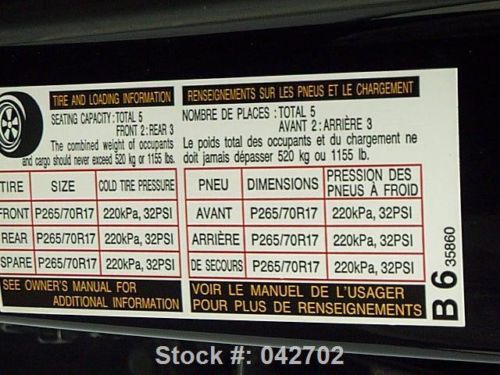 TIRE AND LOADING INFORMATION
SEATING CAPACITY:TOTAL 5
FRONT 2:REAR 3
The combined weight of occupants
and cargo should never exceed 520 kg or 1155 lb.
TIRE SIZE COLD TIRE PRESSURE
FRONT P265/70R17 220kPa, 32PSI
REAR P265/70R17 220kPa, 32PSI
SPARE P265/70R17 220kPa, 32PSI
SEE OWNER'S MANUAL FOR
ADDITIONAL INFORMATION
RENSEIGNEMENTS SUR LES PNEUS ET LE CHARGEMENT
NOMBRE DE PLACES :TOTAL 5
AVANT 2:ARRIÈRE 3
Le poids total des occupants et du chargement ne
doit jamais dépasser 520 kg ou 1155 lb.
PNEU DIMENSIONS PRESSION DES
PNEUS À FROID
AVANT P265/70R17 220kPa, 32PSI
ARRIÈRE P265/70R17 220kPa, 32PSI
DE SECOURS P265/70R17 220kPa, 32PSI
VOIR LE MANUEL DE L'USAGER
POUR PLUS DE RENSEIGNEMENTS
B 6 35860
Stock #: 042702